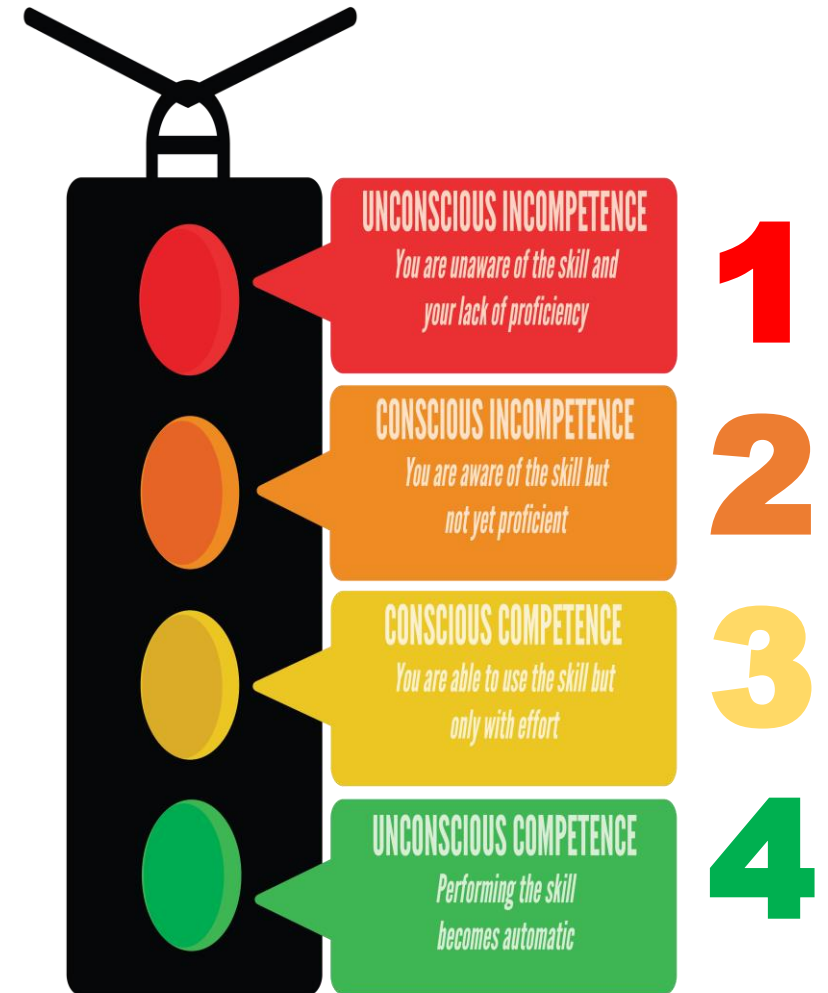 UNCONSCIOUS INCOMPETENCE
You are unaware of the skill and
your lack of proficiency
1
CONSCIOUS INCOMPETENCE
You are aware of the skill but
not yet proficient
2
CONSCIOUS COMPETENCE
You are able to use the skill but
only with effort
3
UNCONSCIOUS COMPETENCE
Performing the skill
becomes automatic
4